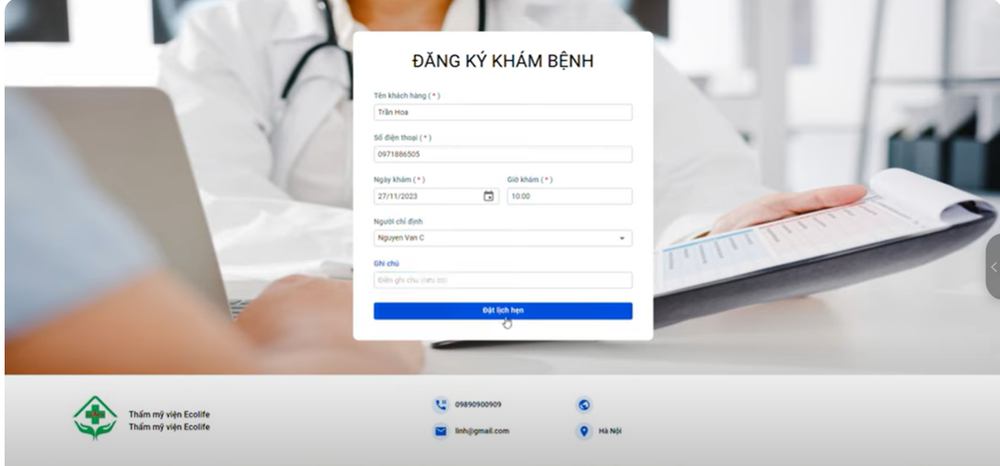 ĐĂNG KÝ KHÁM BỆNH
Tên khách hàng (*)
Trần Hoa
Số điện thoại (*)
0971886505
Ngày khám (*)
Giờ khám (*)
27/11/2023
10:00
Người chỉ định
Nguyen Van C
Ghi chú
Điền ghi chú (nếu có)
Đặt lịch hẹn
Thẩm mỹ viện Ecolife
Thẩm mỹ viện Ecolife
09890900909
linh@gmail.com
Hà Nội